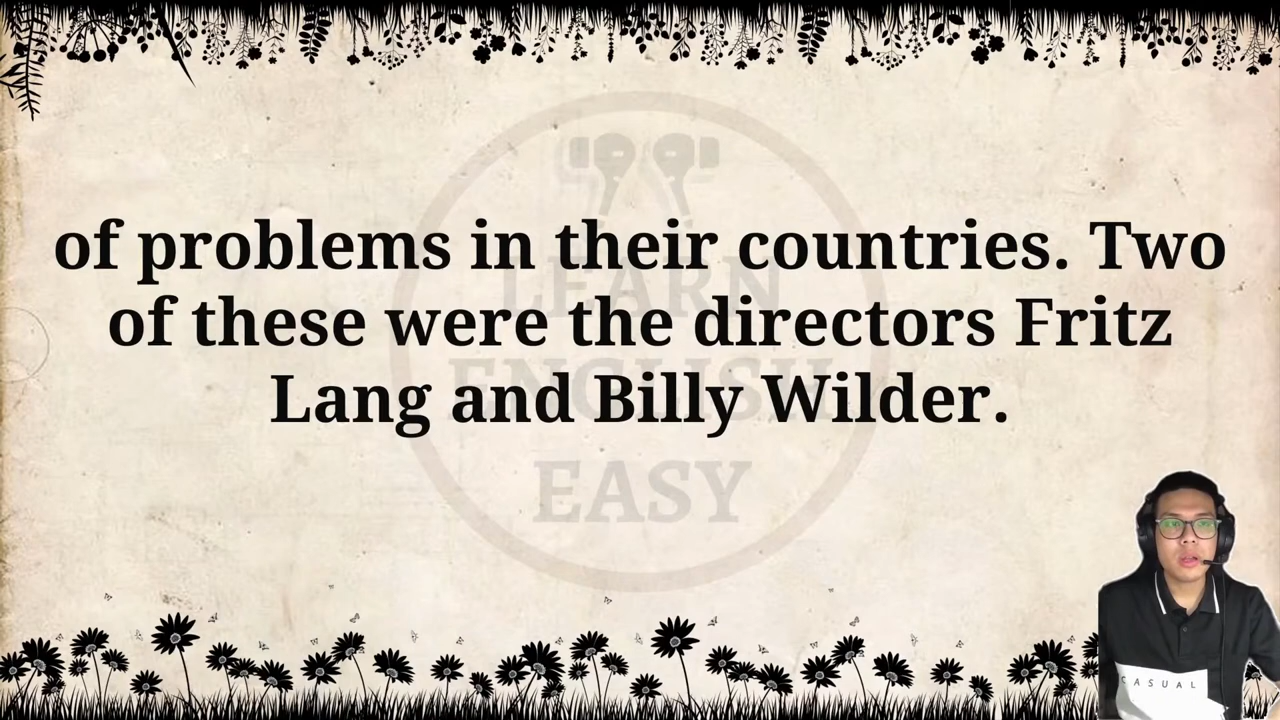 of problems in their countries. Two
of these were the directors Fritz
Lang and Billy Wilder.
LEARN
ENGLISH
EASY
CASUAL